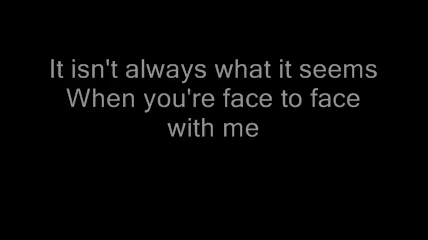 It isn't always what it seems
When you're face to face
with me